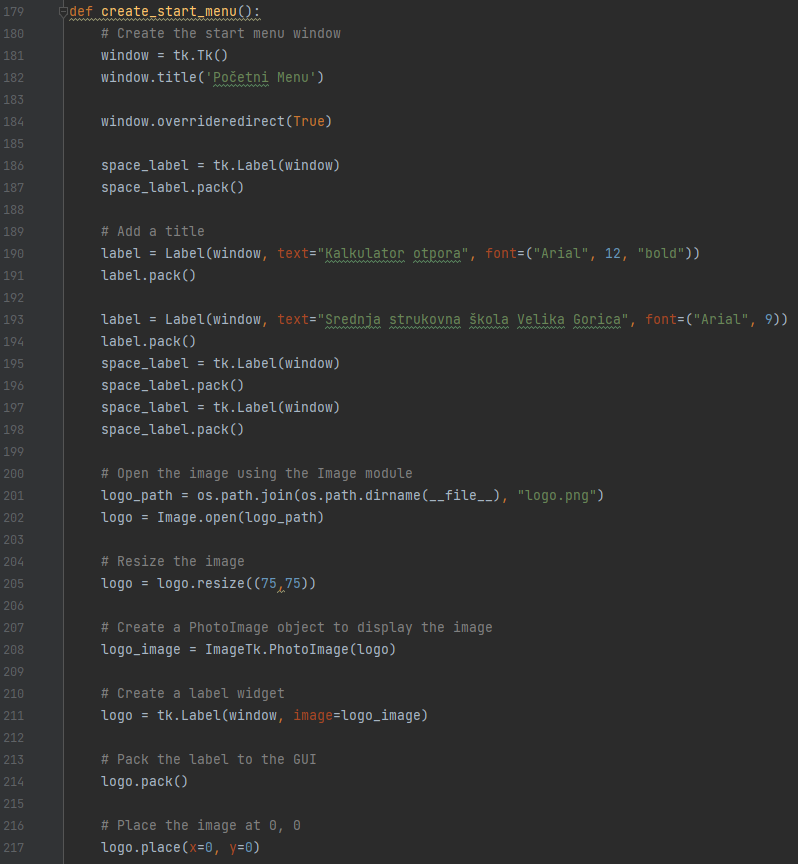 179 def create_start_menu():
180 # Create the start menu window
181 window = tk.Tk()
182 window.title('Početni Menu')
183
184 window.overrideredirect(True)
185
186 space_label = tk.Label(window)
187 space_label.pack()
188
189 # Add a title
190 label = Label(window, text="Kalkulator otpora", font=("Arial", 12, "bold"))
191 label.pack()
192
193 label = Label(window, text="Srednja strukovna škola Velika Gorica", font=("Arial", 9))
194 label.pack()
195 space_label = tk.Label(window)
196 space_label.pack()
197 space_label = tk.Label(window)
198 space_label.pack()
199
200 # Open the image using the Image module
201 logo_path = os.path.join(os.path.dirname(__file__), "logo.png")
202 logo = Image.open(logo_path)
203
204 # Resize the image
205 logo = logo.resize((75,75))
206
207 # Create a PhotoImage object to display the image
208 logo_image = ImageTk.PhotoImage(logo)
209
210 # Create a label widget
211 logo = tk.Label(window, image=logo_image)
212
213 # Pack the label to the GUI
214 logo.pack()
215
216 # Place the image at 0, 0
217 logo.place(x=0, y=0)